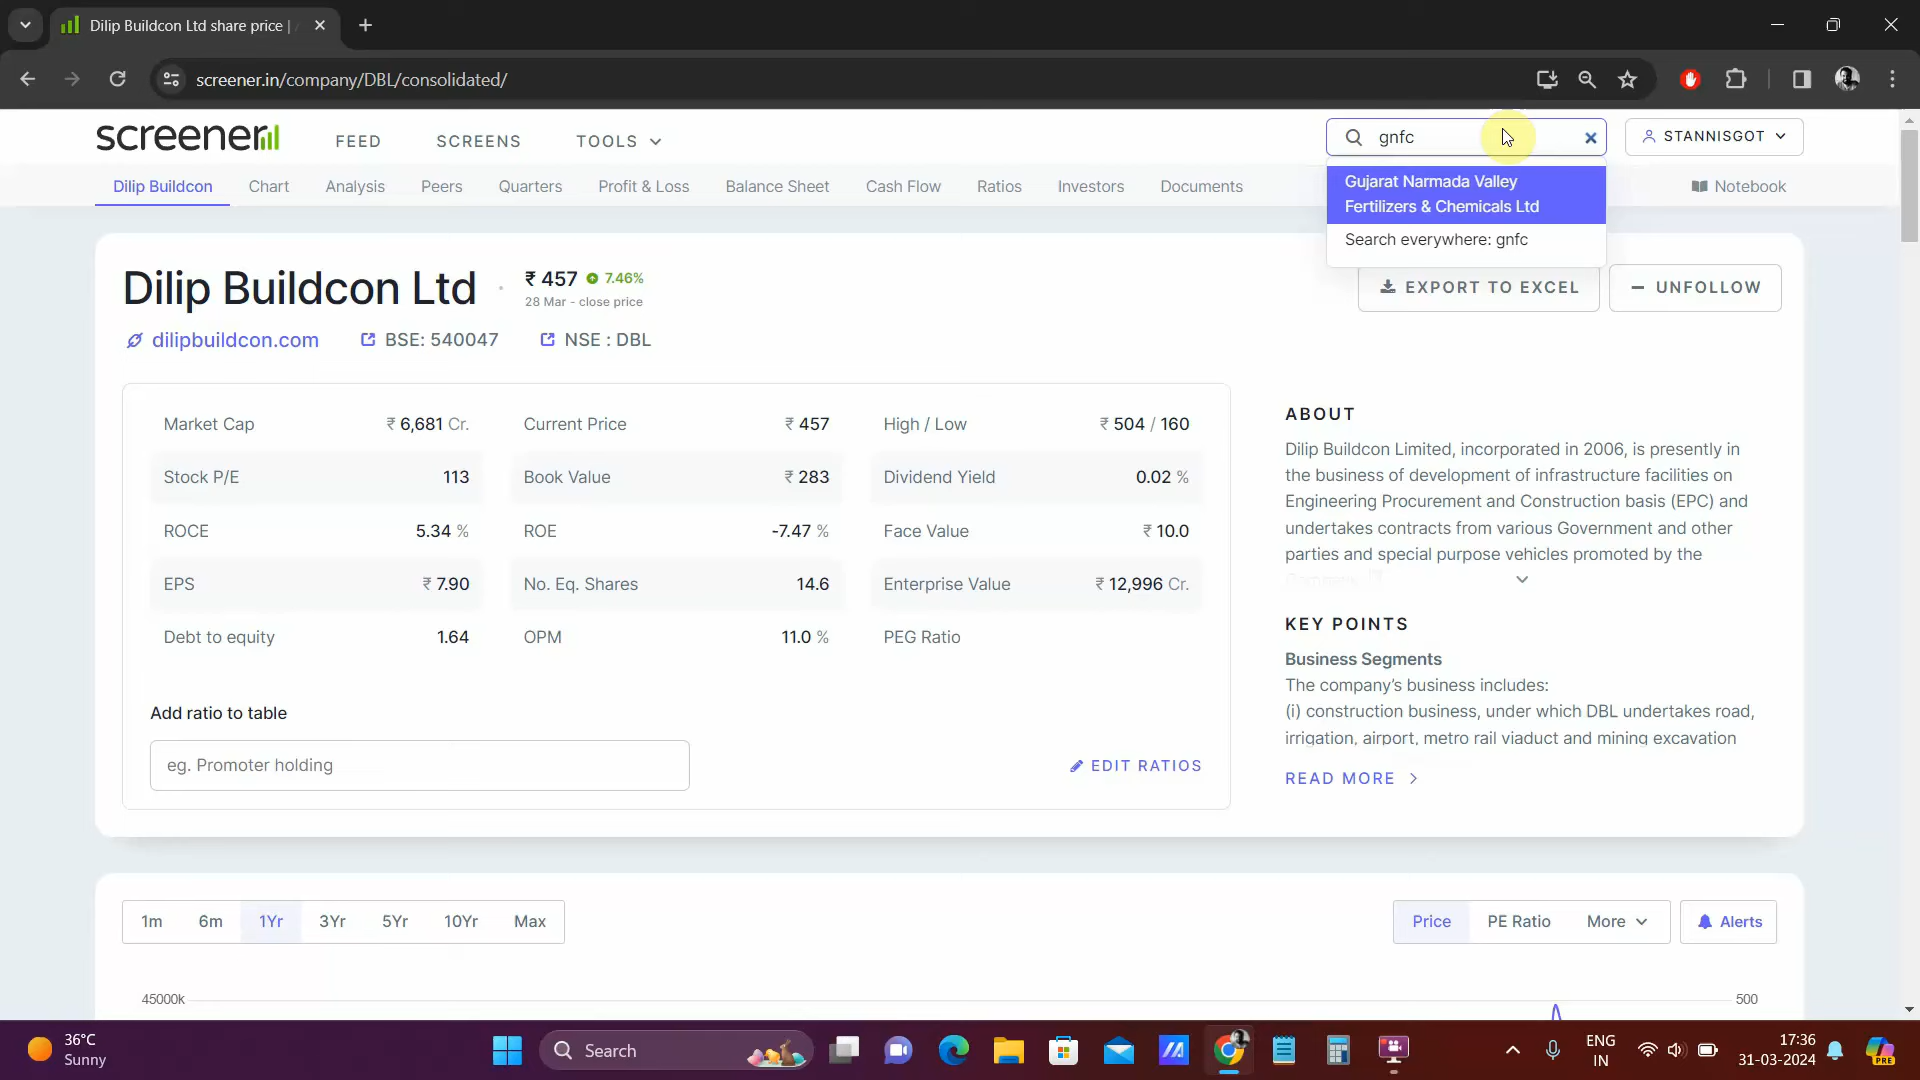 Dilip Buildcon Ltd share price |
screener.in/company/DBL/consolidated/
screener
FEED
SCREENS
TOOLS
gnfc
STANNISGOT
Dilip Buildcon
Chart
Analysis
Peers
Quarters
Profit & Loss
Balance Sheet
Cash Flow
Ratios
Investors
Documents
Notebook
Gujarat Narmada Valley
Fertilizers & Chemicals Ltd
Search everywhere: gnfc
Dilip Buildcon Ltd
₹ 457 7.46%
28 Mar - close price
EXPORT TO EXCEL
UNFOLLOW
dilipbuildcon.com
BSE: 540047
NSE : DBL
Market Cap ₹ 6,681 Cr.
Current Price ₹ 457
High / Low ₹ 504 / 160
Stock P/E 113
Book Value ₹ 283
Dividend Yield 0.02 %
ROCE 5.34 %
ROE -7.47 %
Face Value ₹ 10.0
EPS ₹ 7.90
No. Eq. Shares 14.6
Enterprise Value ₹ 12,996 Cr.
Debt to equity 1.64
OPM 11.0 %
PEG Ratio
Add ratio to table
eg. Promoter holding
EDIT RATIOS
ABOUT
Dilip Buildcon Limited, incorporated in 2006, is presently in
the business of development of infrastructure facilities on
Engineering Procurement and Construction basis (EPC) and
undertakes contracts from various Government and other
parties and special purpose vehicles promoted by the
KEY POINTS
Business Segments
The company's business includes:
(i) construction business, under which DBL undertakes road,
irrigation, airport, metro rail viaduct and mining excavation
READ MORE
1m
6m
1Yr
3Yr
5Yr
10Yr
Max
Price
PE Ratio
More
Alerts
45000k
500
36°C
Sunny
Search
ENG
IN
17:36
31-03-2024
PRE